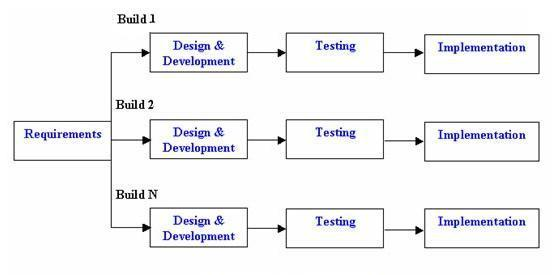 Build 1
Design &
Development
Testing
Implementation
Build 2
Requirements
Design &
Development
Testing
Implementation
Build N
Design &
Development
Testing
Implementation